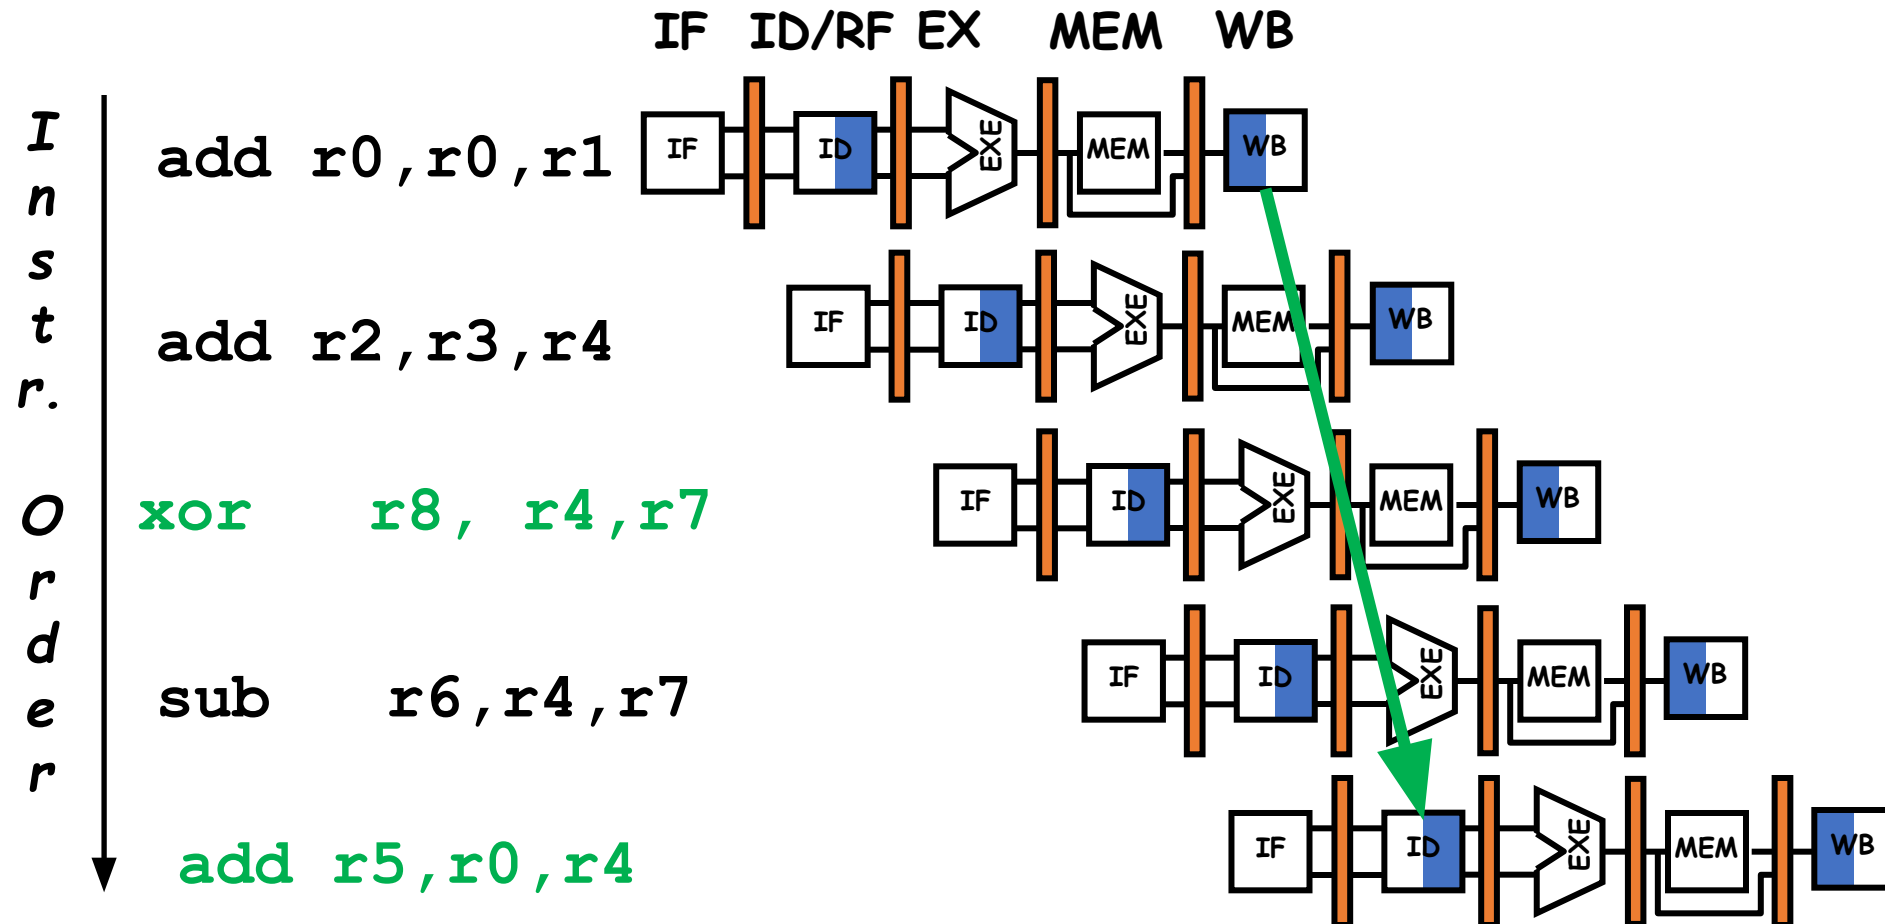 IF ID/RF EX MEM WB
Instr. Order
add r0,r0,r1 IF ID EXE MEM WB
add r2,r3,r4 IF ID EXE MEM WB
xor r8, r4,r7 IF ID EXE MEM WB
sub r6,r4,r7 IF ID EXE MEM WB
add r5,r0,r4 IF ID EXE MEM WB